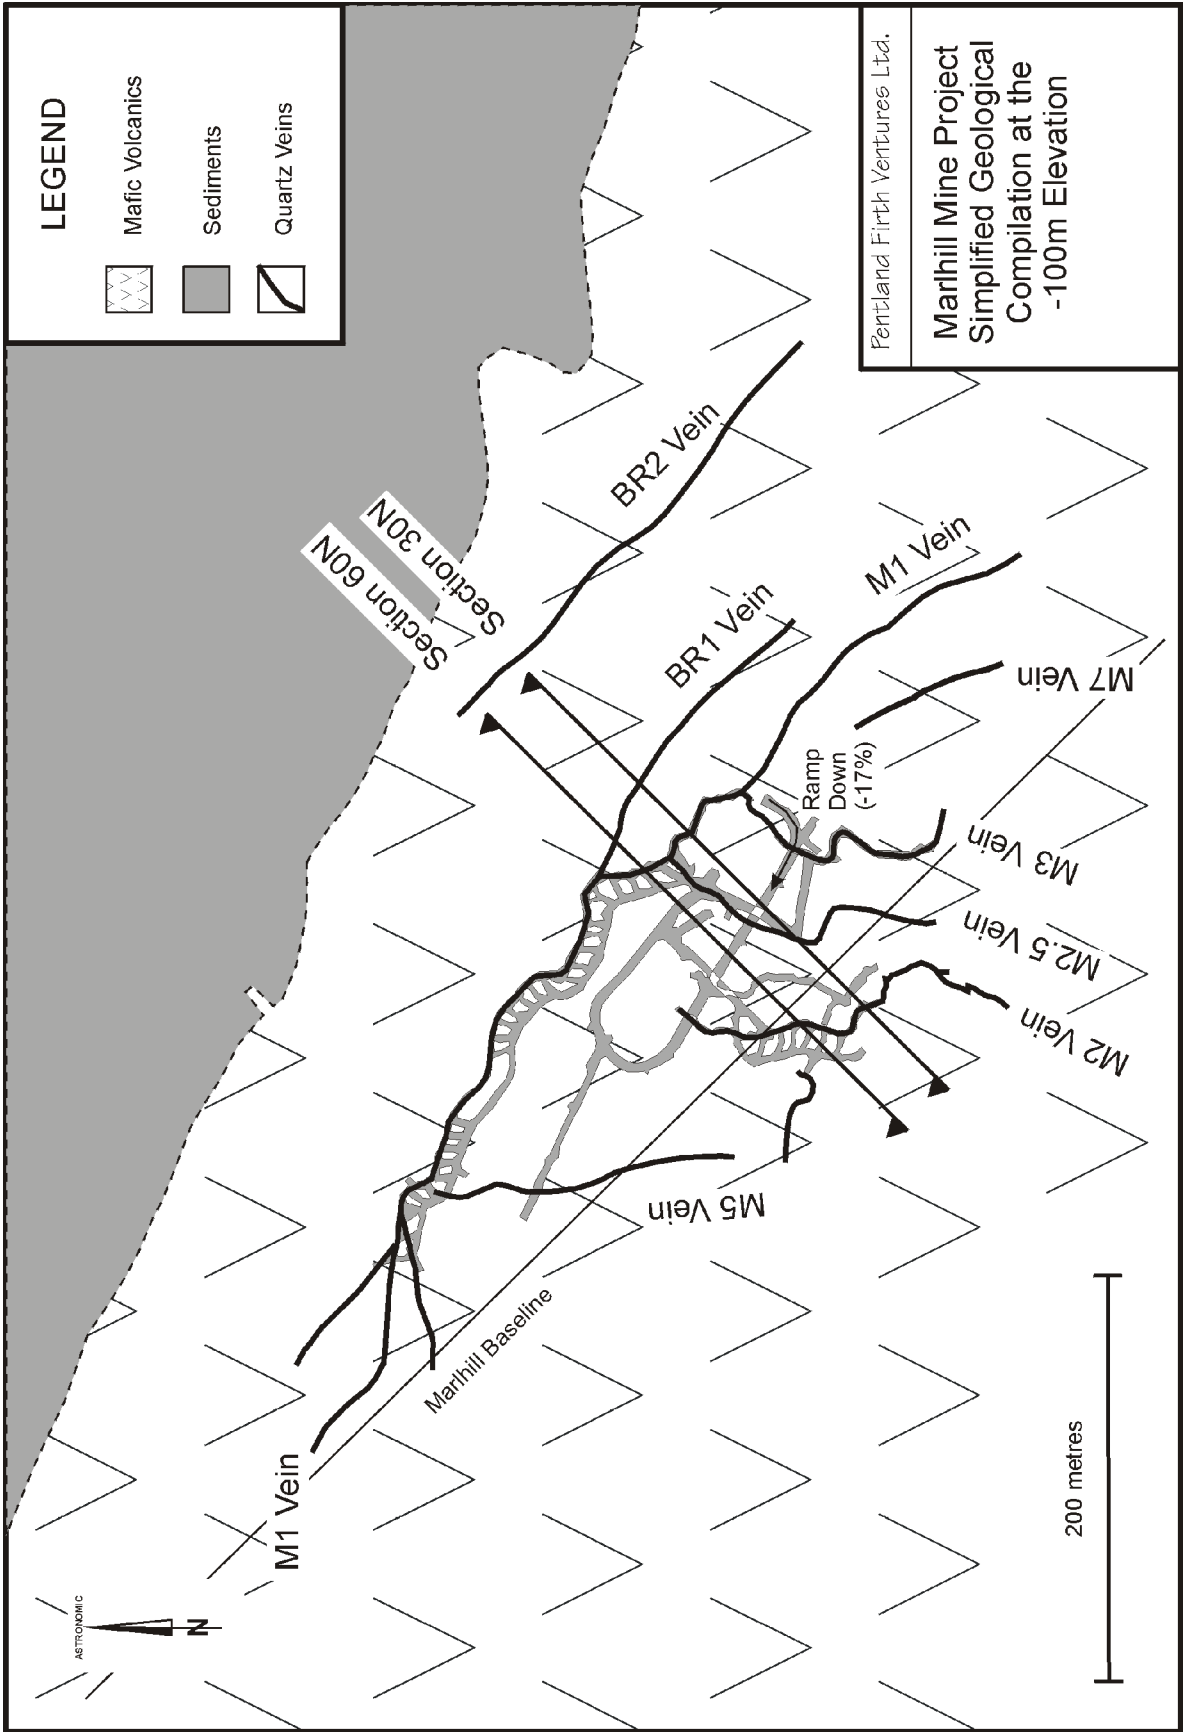 LEGEND
Mafic Volcanics
Sediments
Quartz Veins
Section 60N
Section 30N
BR2 Vein
BR1 Vein
M1 Vein
M7 Vein
Ramp
Down
(-17%)
M3 Vein
M2.5 Vein
M2 Vein
M5 Vein
Marlhill Baseline
M1 Vein
ASTRONOMIC
N
200 metres
Pentland Firth Ventures Ltd.
Marlhill Mine Project
Simplified Geological
Compilation at the
-100m Elevation